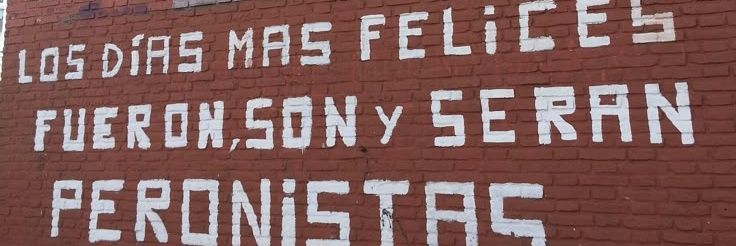 LOS DÍAS MAS FELiCES
FUERON, SON Y SERAN
PERONiSTAS